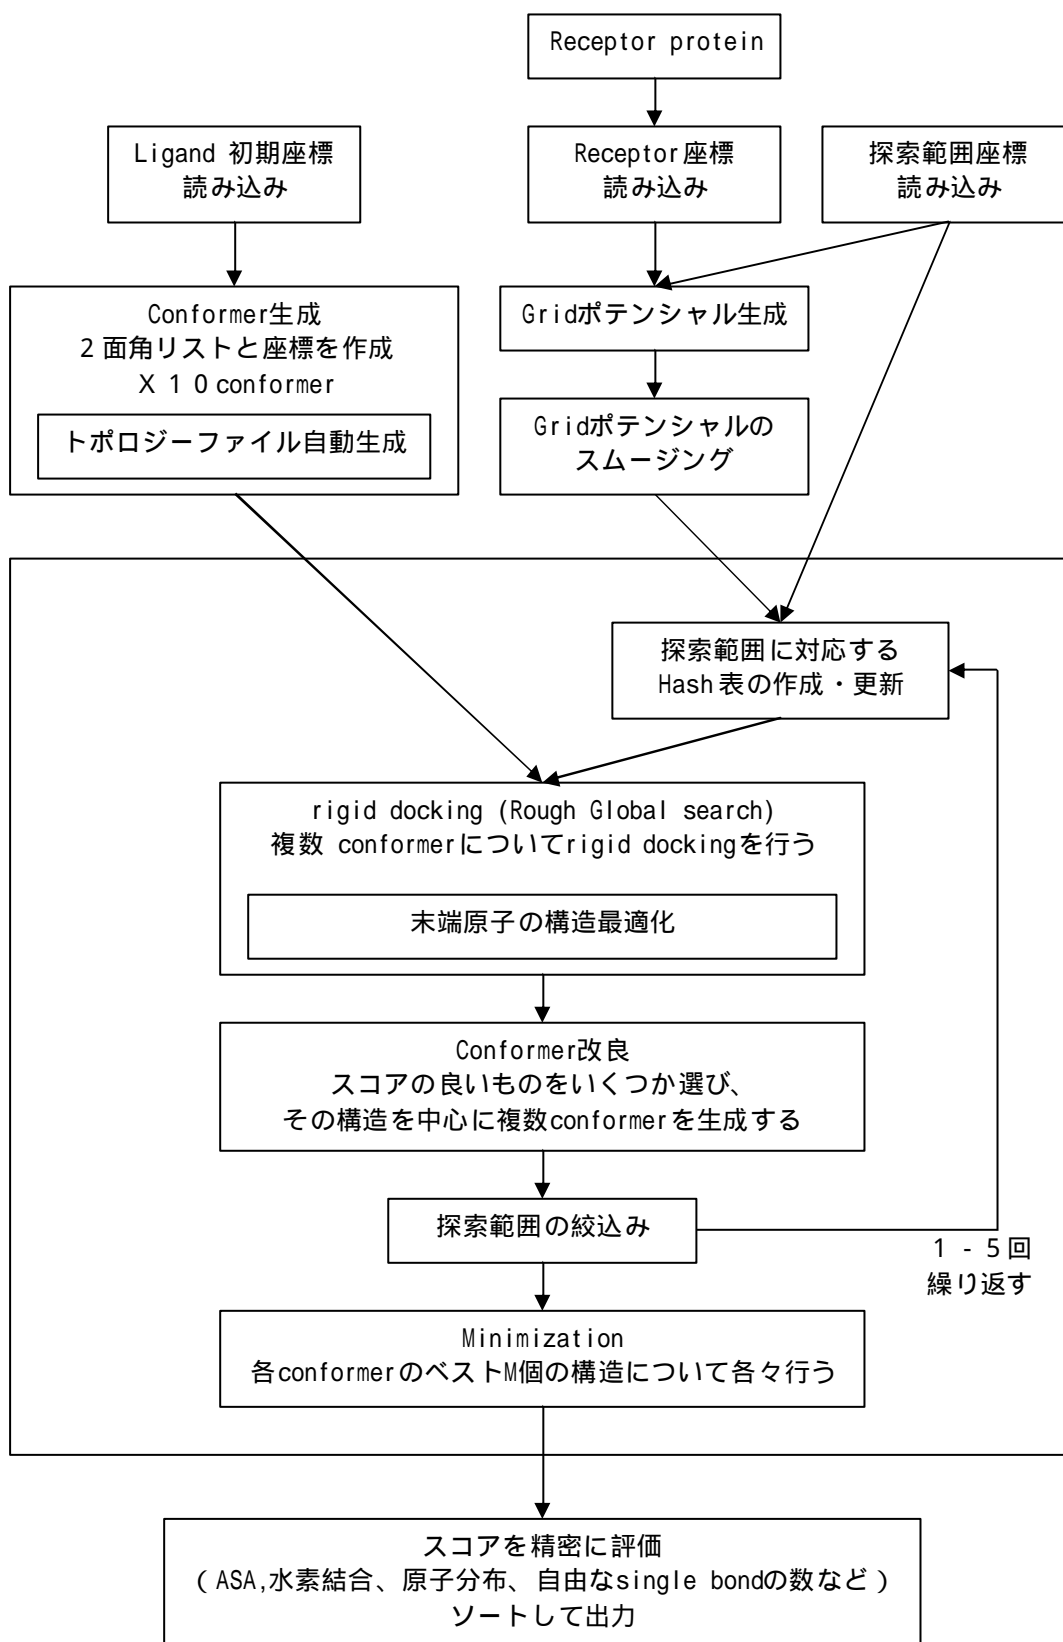 Receptor protein
Ligand 初期座標
読み込み
Receptor座標
読み込み
探索範囲座標
読み込み
Conformer生成
2面角リストと座標を作成
X 10 conformer
トポロジーファイル自動生成
Gridポテンシャル生成
Gridポテンシャルの
スムージング
探索範囲に対応する
Hash表の作成・更新
rigid docking (Rough Global search)
複数 conformerについてrigid dockingを行う
末端原子の構造最適化
Conformer改良
スコアの良いものをいくつか選び、
その構造を中心に複数conformerを生成する
探索範囲の絞込み
1 - 5回
繰り返す
Minimization
各conformerのベストM個の構造について各々行う
スコアを精密に評価
(ASA,水素結合、原子分布、自由なsingle bondの数など)
ソートして出力